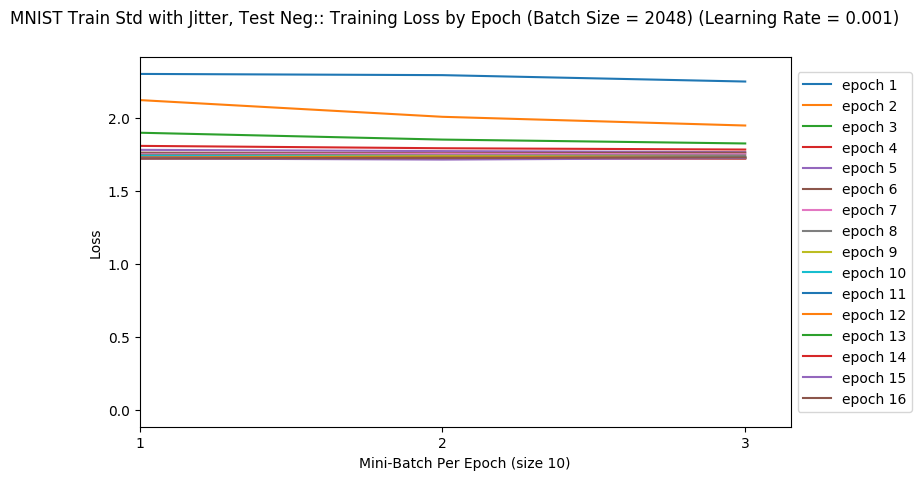 MNIST Train Std with Jitter, Test Neg:: Training Loss by Epoch (Batch Size = 2048) (Learning Rate = 0.001)
2.0
1.5
1.0
0.5
0.0
Loss
1
2
3
Mini-Batch Per Epoch (size 10)
epoch 1
epoch 2
epoch 3
epoch 4
epoch 5
epoch 6
epoch 7
epoch 8
epoch 9
epoch 10
epoch 11
epoch 12
epoch 13
epoch 14
epoch 15
epoch 16